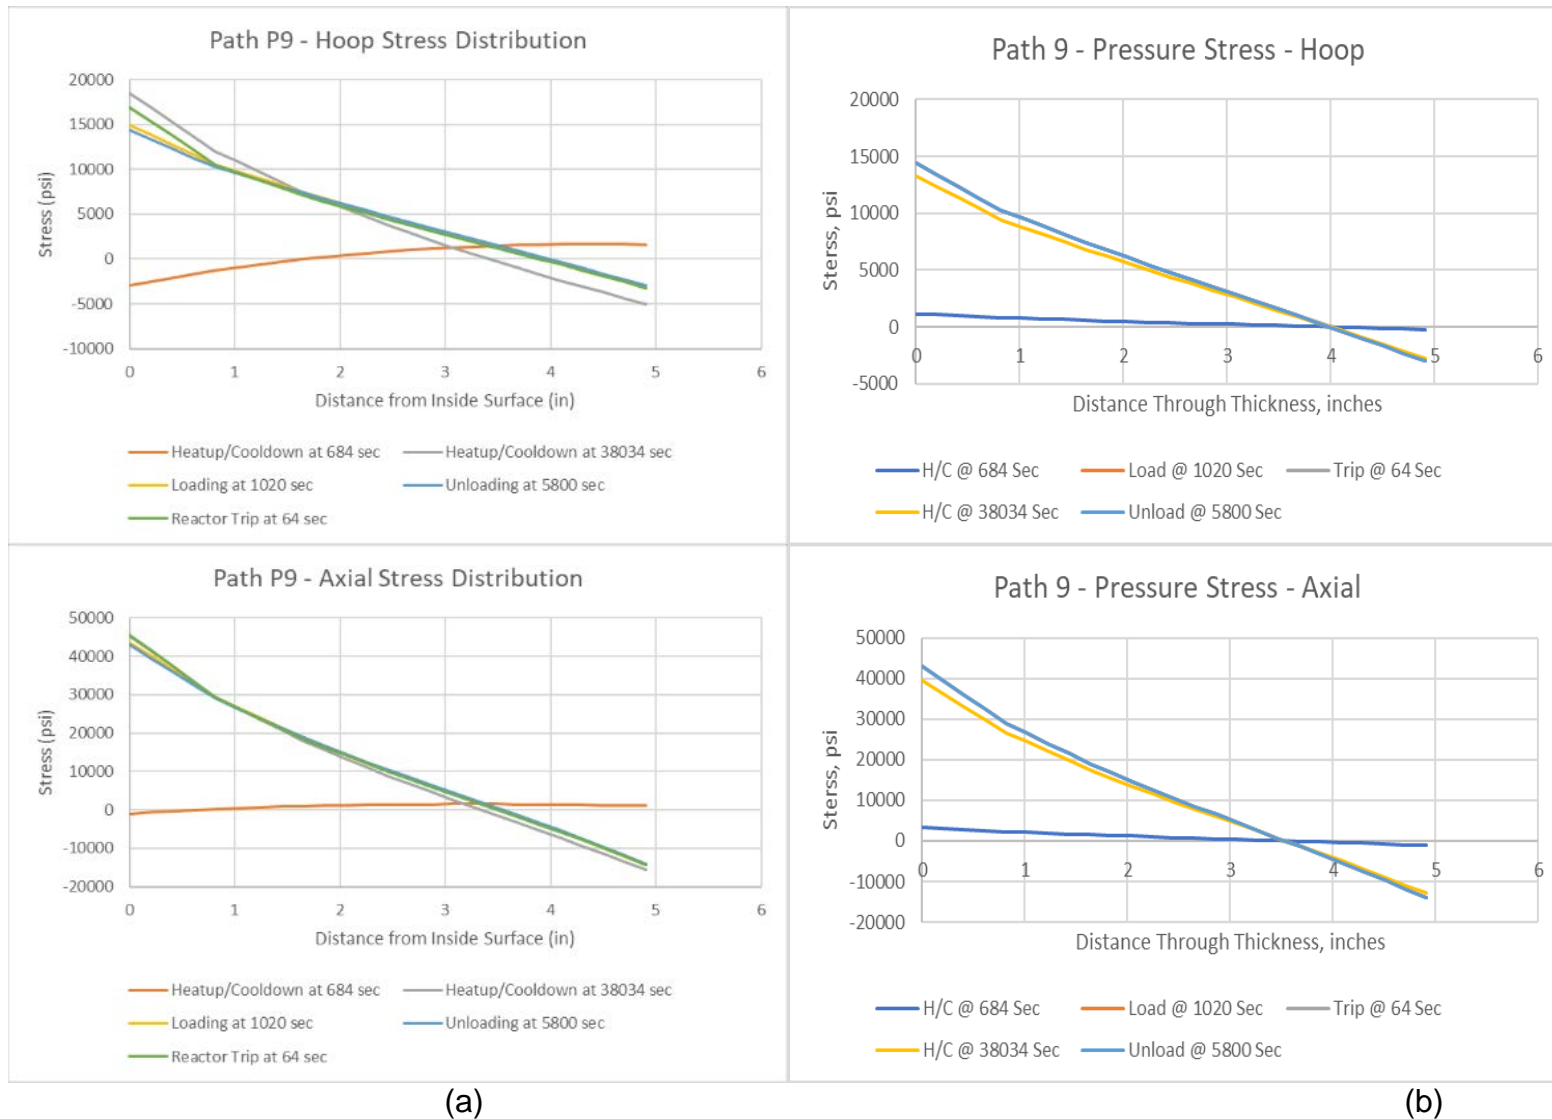 Path P9 - Hoop Stress Distribution
20000
15000
10000
5000
0
-5000
-10000
Stress (psi)
0 1 2 3 4 5 6
Distance from Inside Surface (in)
Heatup/Cooldown at 684 sec Heatup/Cooldown at 38034 sec
Loading at 1020 sec Unloading at 5800 sec
Reactor Trip at 64 sec
Path 9 - Pressure Stress - Hoop
20000
15000
10000
5000
0
-5000
Sterss, psi
0 1 2 3 4 5 6
Distance Through Thickness, inches
H/C @ 684 Sec Load @ 1020 Sec Trip @ 64 Sec
H/C @ 38034 Sec Unload @ 5800 Sec
Path P9 - Axial Stress Distribution
50000
40000
30000
20000
10000
0
-10000
-20000
Stress (psi)
0 1 2 3 4 5 6
Distance from Inside Surface (in)
Heatup/Cooldown at 684 sec Heatup/Cooldown at 38034 sec
Loading at 1020 sec Unloading at 5800 sec
Reactor Trip at 64 sec
Path 9 - Pressure Stress - Axial
50000
40000
30000
20000
10000
0
-10000
-20000
Sterss, psi
0 1 2 3 4 5 6
Distance Through Thickness, inches
H/C @ 684 Sec Load @ 1020 Sec Trip @ 64 Sec
H/C @ 38034 Sec Unload @ 5800 Sec
(a) (b)